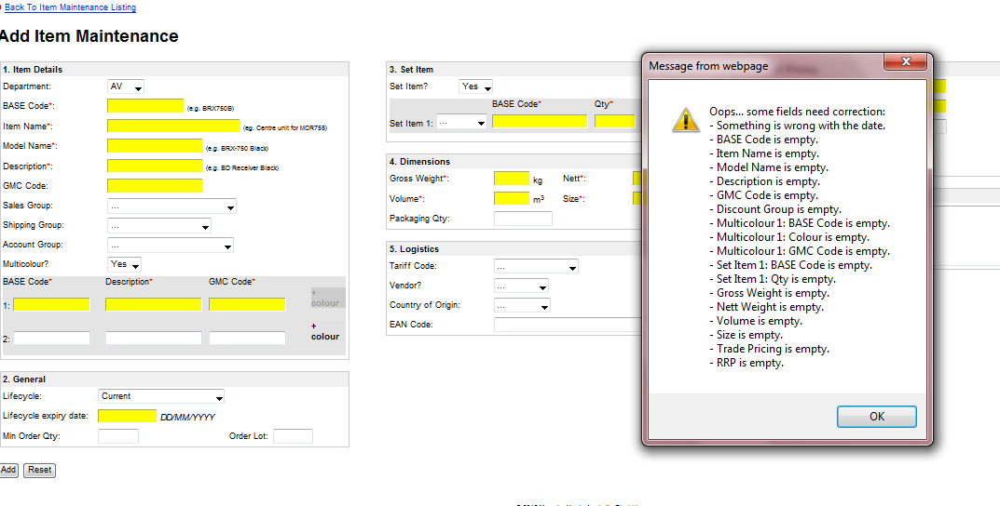 Back To Item Maintenance Listing
Add Item Maintenance
1. Item Details
Department: AV
BASE Code*: (e.g. BRX750B)
Item Name*: (eg. Centre unit for MCR755)
Model Name*: (e.g. BRX-750 Black)
Description*: (e.g. BD Receiver Black)
GMC Code:
Sales Group: ...
Shipping Group: ...
Account Group: ...
Multicolour? Yes
BASE Code* Description* GMC Code*
1: + colour
2: + colour
2. General
Lifecycle: Current
Lifecycle expiry date: DD/MM/YYYY
Min Order Qty: Order Lot:
Add Reset
3. Set Item
Set Item? Yes
BASE Code* Qty*
Set Item 1: ...
4. Dimensions
Gross Weight*: kg Nett*:
Volume*: m³ Size*:
Packaging Qty:
5. Logistics
Tariff Code: ...
Vendor? ...
Country of Origin: ...
EAN Code:
Message from webpage
Oops... some fields need correction:
- Something is wrong with the date.
- BASE Code is empty.
- Item Name is empty.
- Model Name is empty.
- Description is empty.
- GMC Code is empty.
- Discount Group is empty.
- Multicolour 1: BASE Code is empty.
- Multicolour 1: Colour is empty.
- Multicolour 1: GMC Code is empty.
- Set Item 1: BASE Code is empty.
- Set Item 1: Qty is empty.
- Gross Weight is empty.
- Nett Weight is empty.
- Volume is empty.
- Size is empty.
- Trade Pricing is empty.
- RRP is empty.
OK